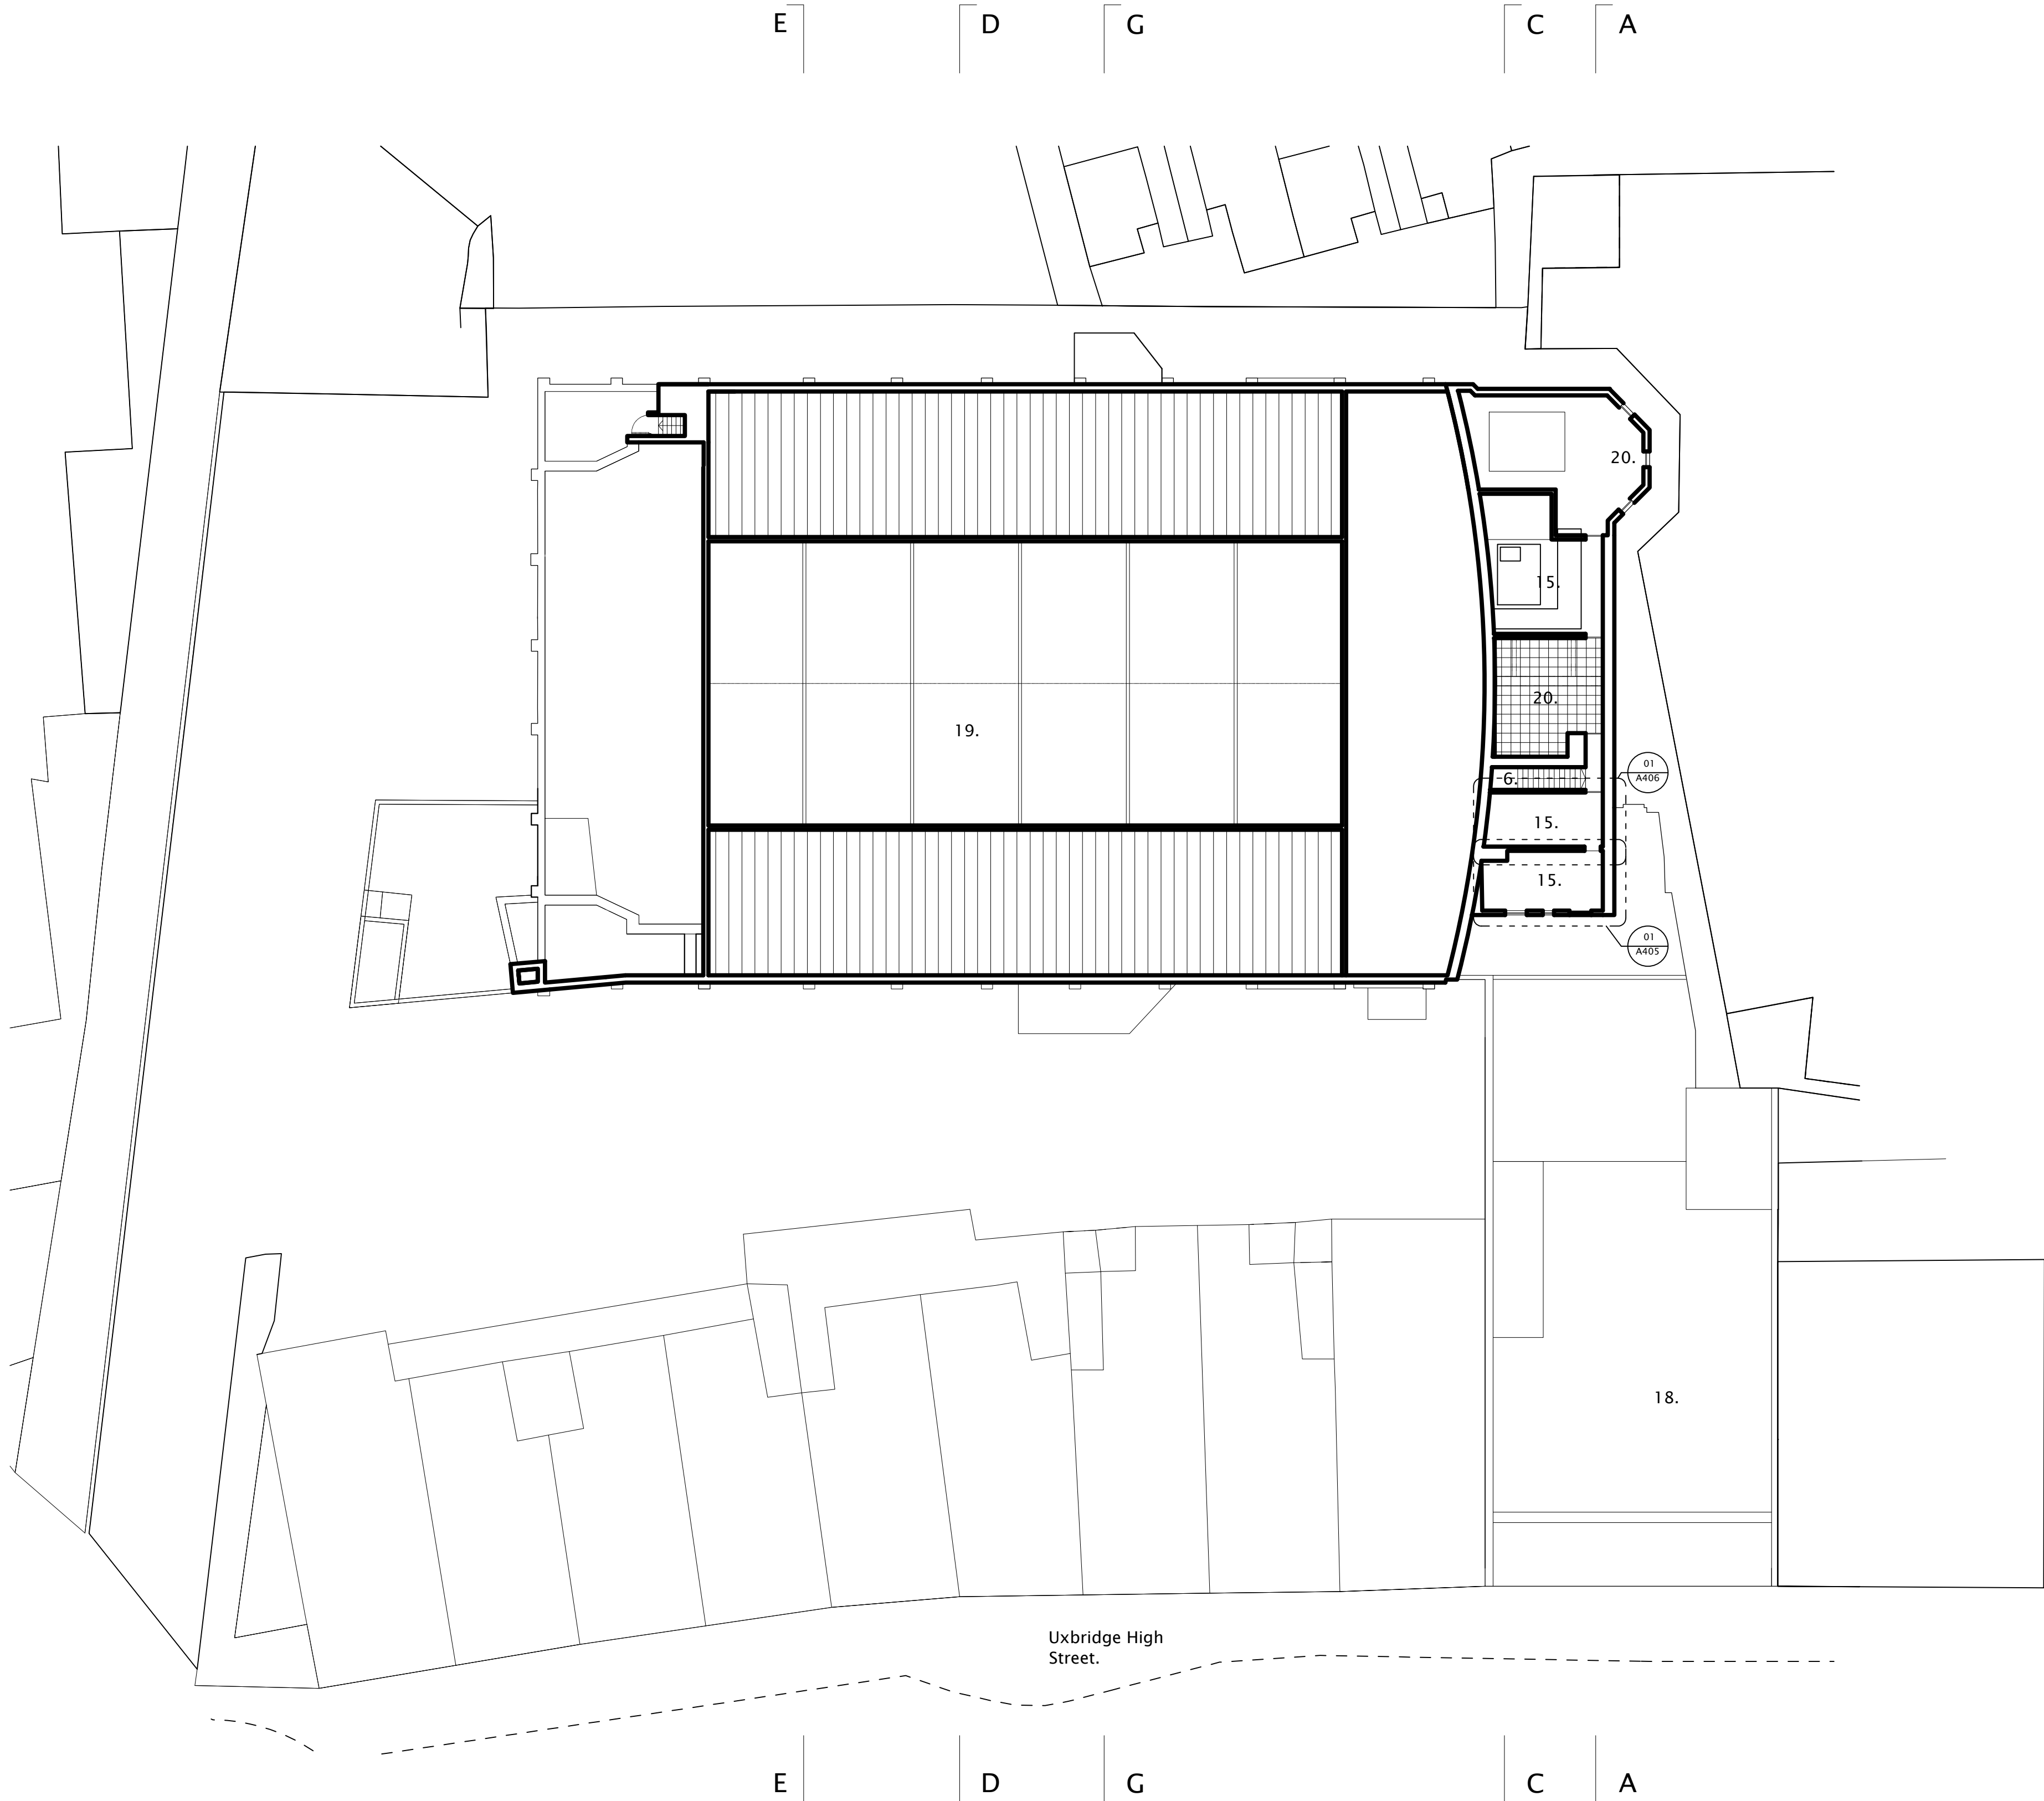 E D G C A
20.
15.
20.
19.
6.
01
A406
15.
15.
01
A405
18.
Uxbridge High
Street.
E D G C A